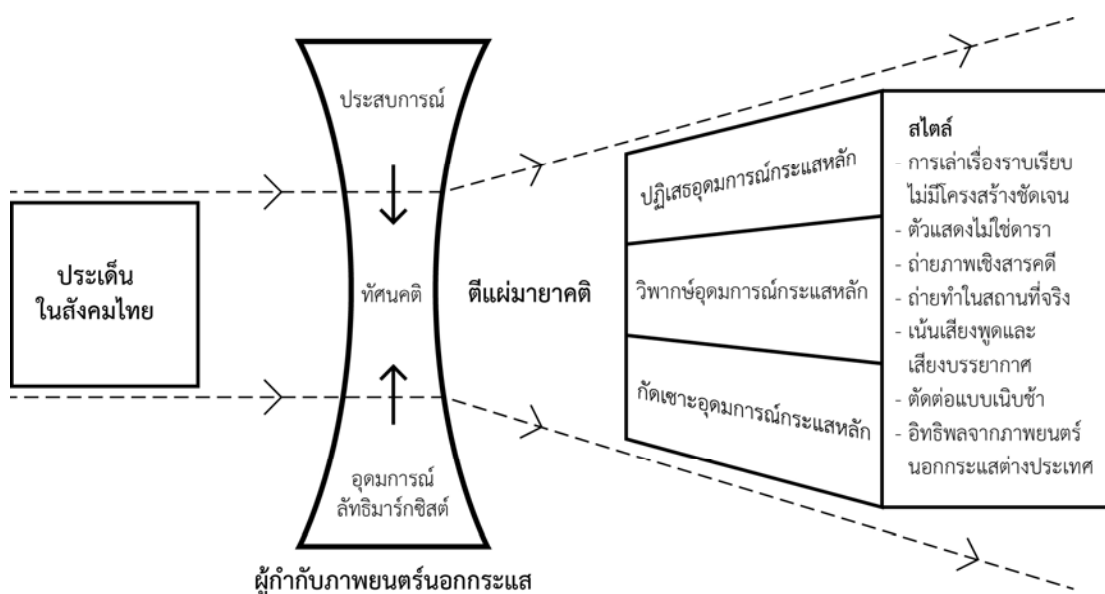 ประเด็น
ในสังคมไทย
ประสบการณ์
ทัศนคติ
อุดมการณ์
ลัทธิมาร์กซิสต์
ผู้กำกับภาพยนตร์นอกกระแส
ตีแผ่มายาคติ
ปฏิเสธอุดมการณ์กระแสหลัก
วิพากษ์อุดมการณ์กระแสหลัก
กัดเซาะอุดมการณ์กระแสหลัก
สไตล์
- การเล่าเรื่องราบเรียบ
ไม่มีโครงสร้างชัดเจน
- ตัวแสดงไม่ใช่ดารา
- ถ่ายภาพเชิงสารคดี
- ถ่ายทำในสถานที่จริง
- เน้นเสียงพูดและ
เสียงบรรยากาศ
- ตัดต่อแบบเนิบช้า
- อิทธิพลจากภาพยนตร์
นอกกระแสต่างประเทศ